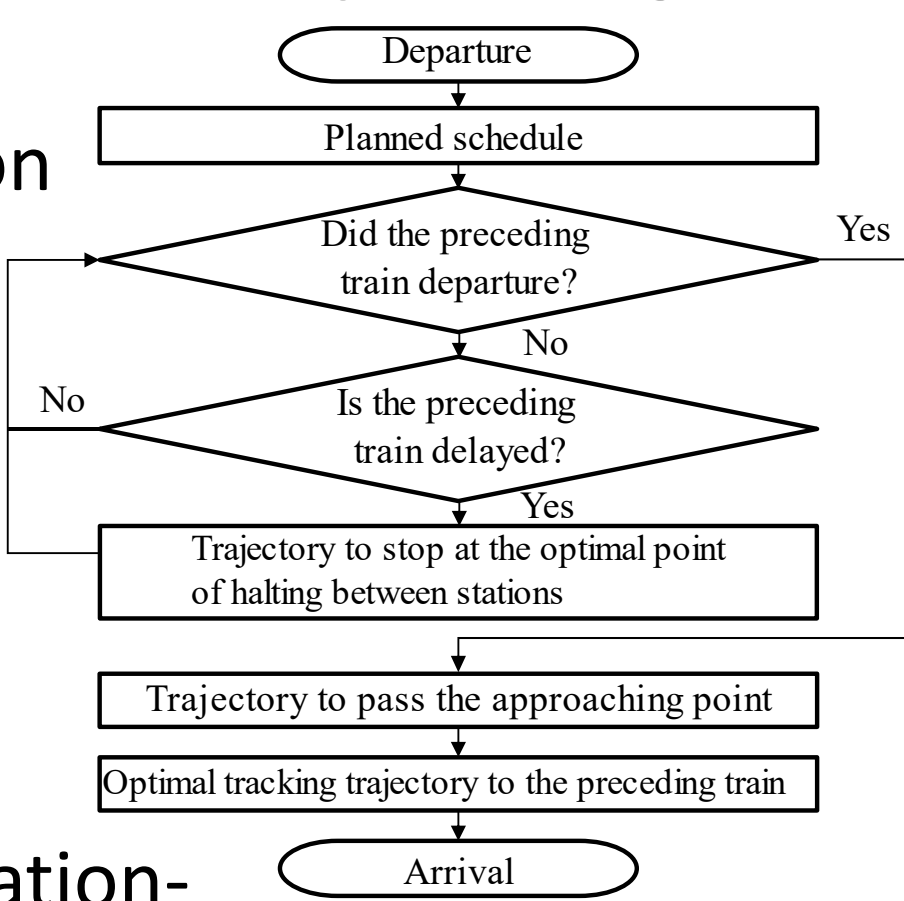 Departure
Planned schedule
on
Did the preceding
train departure?
Yes
No
No
Is the preceding
train delayed?
Yes
Trajectory to stop at the optimal point
of halting between stations
Trajectory to pass the approaching point
Optimal tracking trajectory to the preceding train
ation-
Arrival